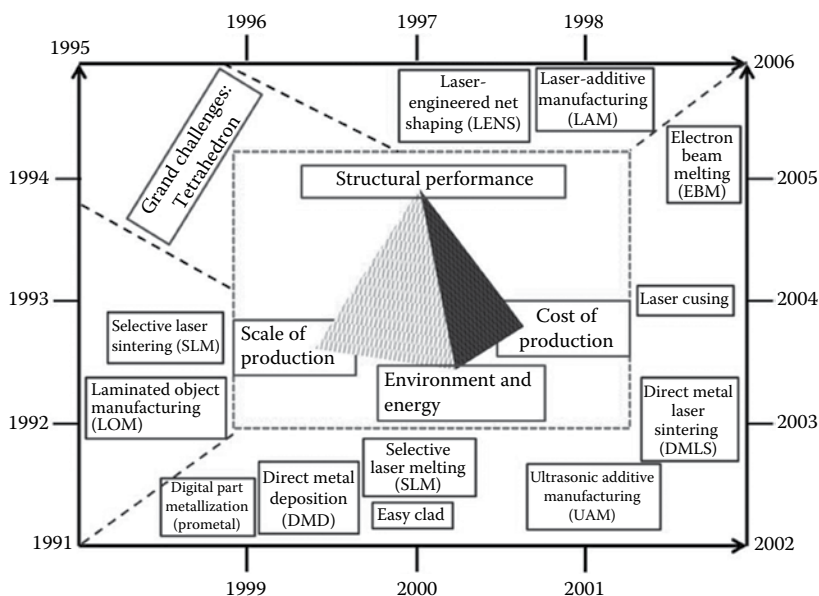 1996
1997
1998
1995
2006
Laser-
engineered net
shaping (LENS)
Laser-additive
manufacturing
(LAM)
Grand challenges:
Tetrahedron
Electron
beam
melting
(EBM)
1994
Structural performance
2005
1993
Laser cusing
2004
Selective laser
sintering (SLM)
Scale of
production
Cost of
production
Environment and
energy
Laminated object
manufacturing
(LOM)
1992
Direct metal
laser
sintering
(DMLS)
2003
Selective
laser melting
(SLM)
Digital part
metallization
(prometal)
Direct metal
deposition
(DMD)
Easy clad
Ultrasonic additive
manufacturing
(UAM)
1991
2002
1999
2000
2001